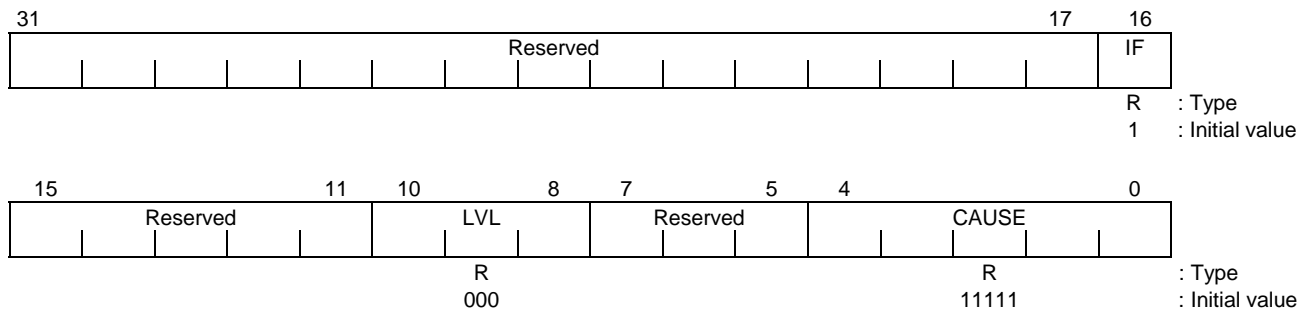 31 17 16
Reserved IF
R : Type
1 : Initial value
15 11 10 8 7 5 4 0
Reserved LVL Reserved CAUSE
R R : Type
000 11111 : Initial value